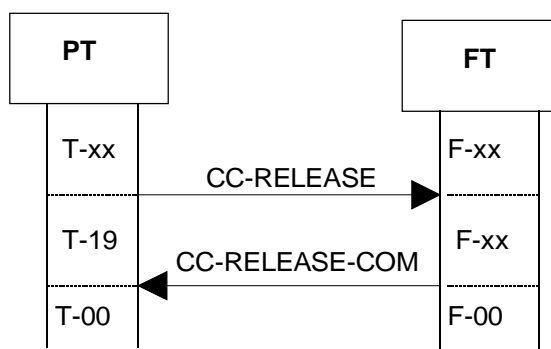 PT
FT
T-xx
F-xx
CC-RELEASE
T-19
F-xx
CC-RELEASE-COM
T-00
F-00